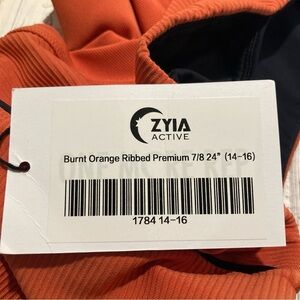 ZYIA
ACTIVE
Burnt Orange Ribbed Premium 7/8 24" (14-16)
1784 14-16